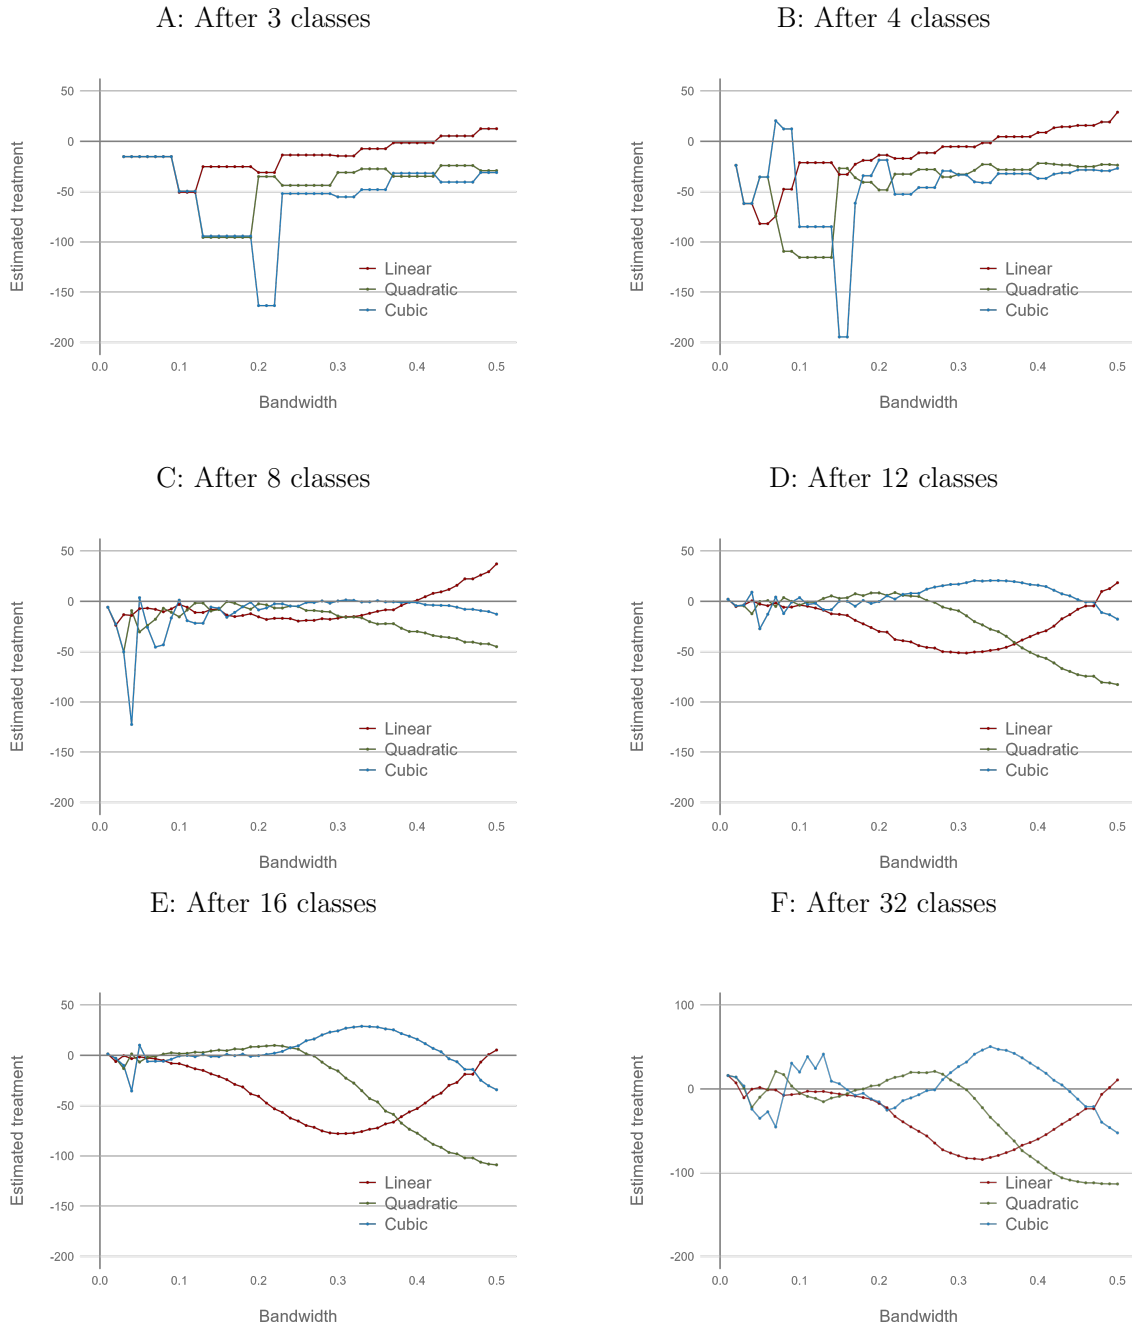 A: After 3 classes
Estimated treatment
50
0
-50
-100
-150
-200
Linear
Quadratic
Cubic
0.0 0.1 0.2 0.3 0.4 0.5
Bandwidth
B: After 4 classes
Estimated treatment
50
0
-50
-100
-150
-200
Linear
Quadratic
Cubic
0.0 0.1 0.2 0.3 0.4 0.5
Bandwidth
C: After 8 classes
Estimated treatment
50
0
-50
-100
-150
-200
Linear
Quadratic
Cubic
0.0 0.1 0.2 0.3 0.4 0.5
Bandwidth
D: After 12 classes
Estimated treatment
50
0
-50
-100
-150
-200
Linear
Quadratic
Cubic
0.0 0.1 0.2 0.3 0.4 0.5
Bandwidth
E: After 16 classes
Estimated treatment
50
0
-50
-100
-150
-200
Linear
Quadratic
Cubic
0.0 0.1 0.2 0.3 0.4 0.5
Bandwidth
F: After 32 classes
Estimated treatment
100
0
-100
-200
Linear
Quadratic
Cubic
0.0 0.1 0.2 0.3 0.4 0.5
Bandwidth